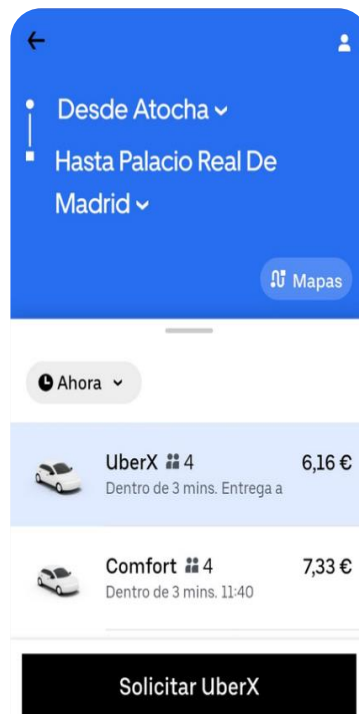 Desde Atocha
Hasta Palacio Real De
Madrid
Mapas
Ahora
UberX 4 6,16 €
Dentro de 3 mins. Entrega a
Comfort 4 7,33 €
Dentro de 3 mins. 11:40
Solicitar UberX